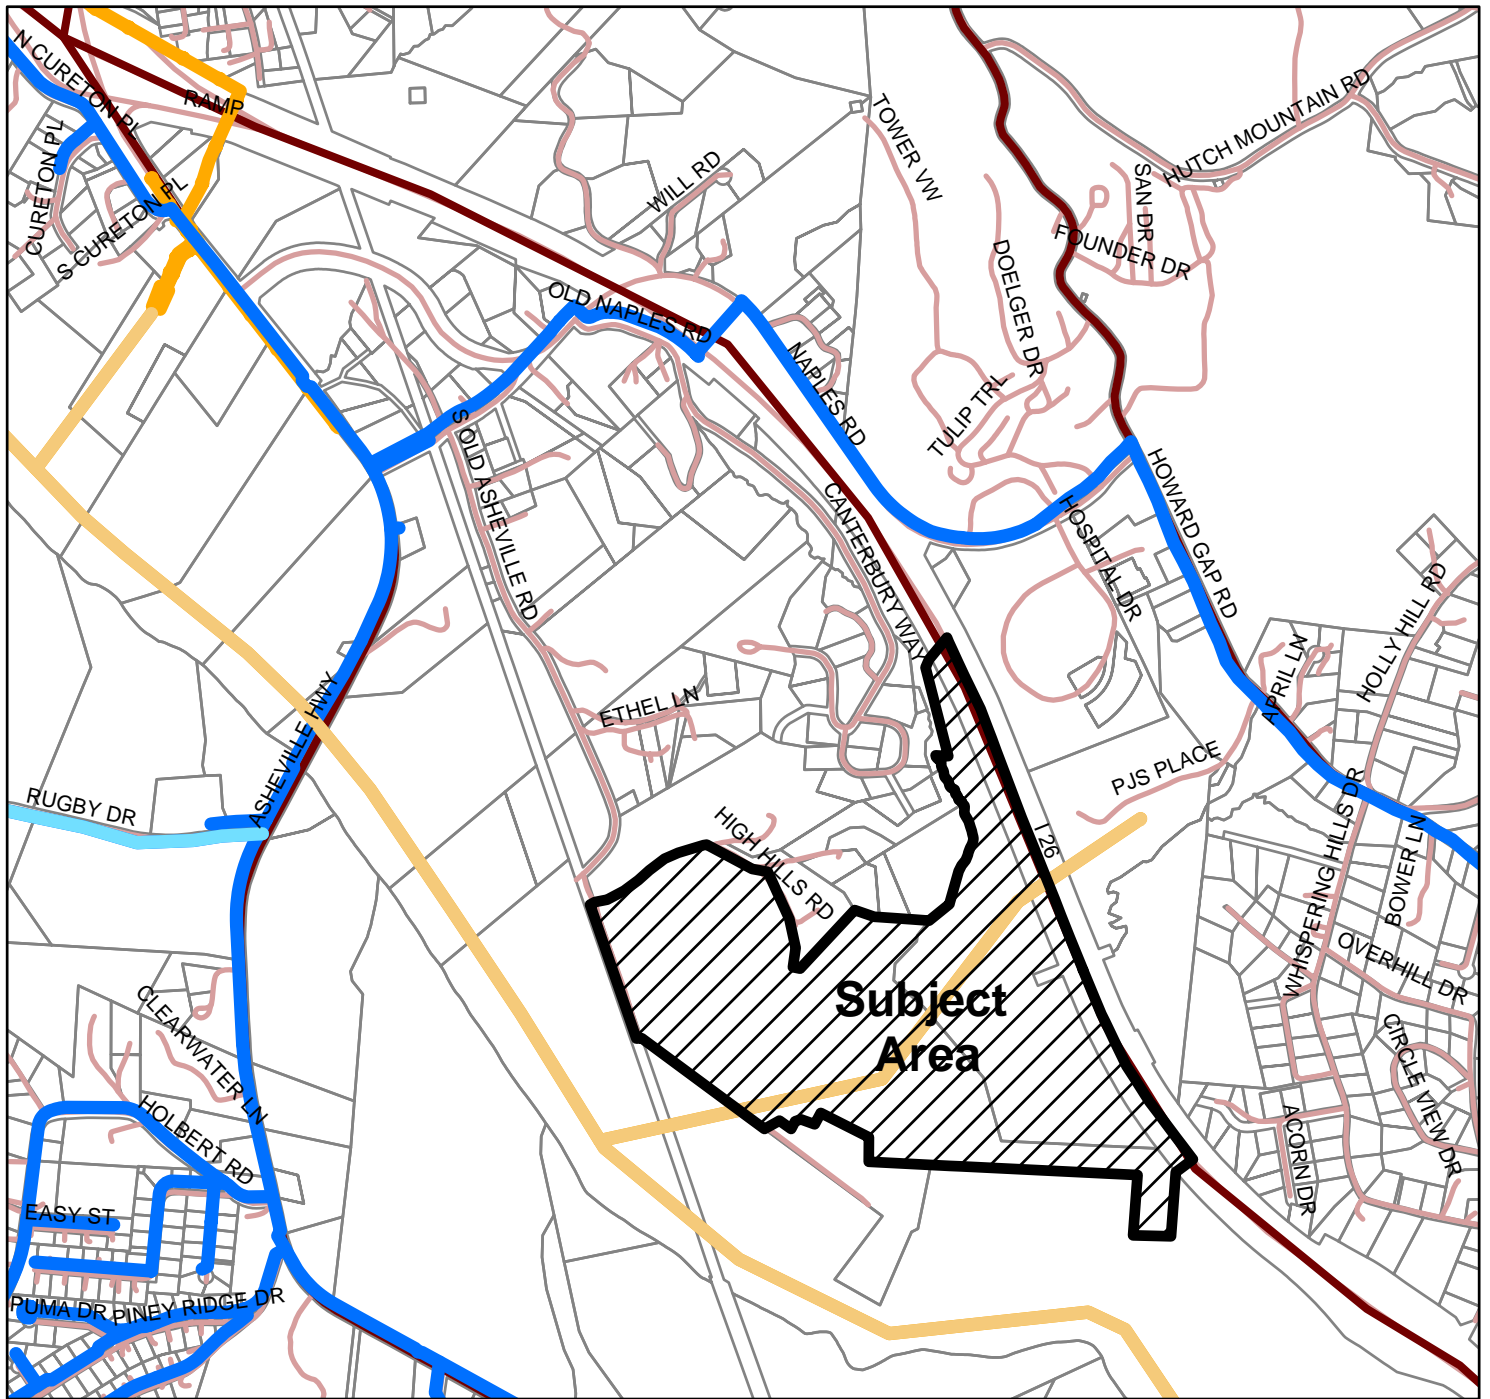 N CURETON PL
RAMP
CURETON PL
S CURETON PL
WILL RD
TOWER VW
HUTCH MOUNTAIN RD
SAN DR
FOUNDER DR
DOELGER DR
OLD NAPLES RD
NAPLES RD
TULIP TRL
S OLD ASHEVILLE RD
CANTERBURY WAY
HOSPITAL DR
HOWARD GAP RD
HOLLY HILL RD
APRIL LN
ETHEL LN
ASHEVILLE HWY
PJS PLACE
RUGBY DR
HIGH HILLS RD
I 26
WHISPERING HILLS DR
BOWER LN
OVERHILL DR
Subject
Area
CLEARWATER LN
CIRCLE VIEW DR
HOLBERT RD
ACORN DR
EASY ST
PUMA DR
PINEY RIDGE DR